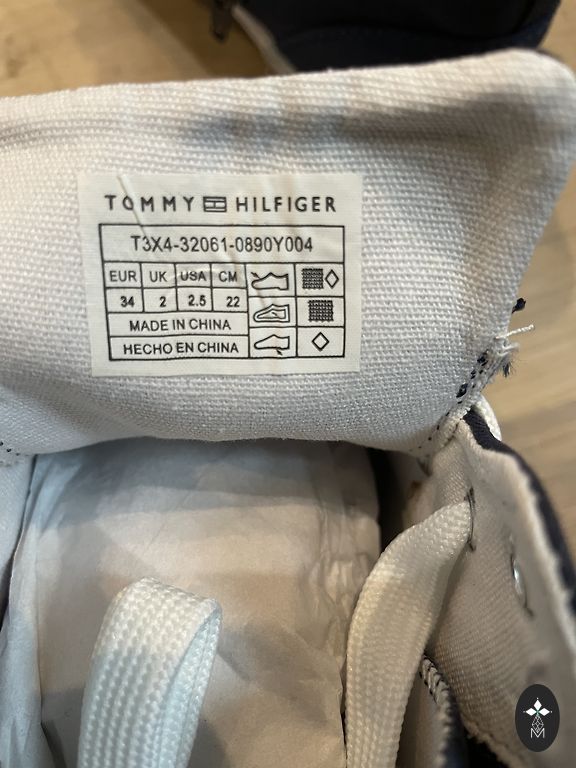 TOMMY HILFIGER
T3X4-32061-0890Y004
EUR UK USA CM
34 2 2.5 22
MADE IN CHINA
HECHO EN CHINA
M